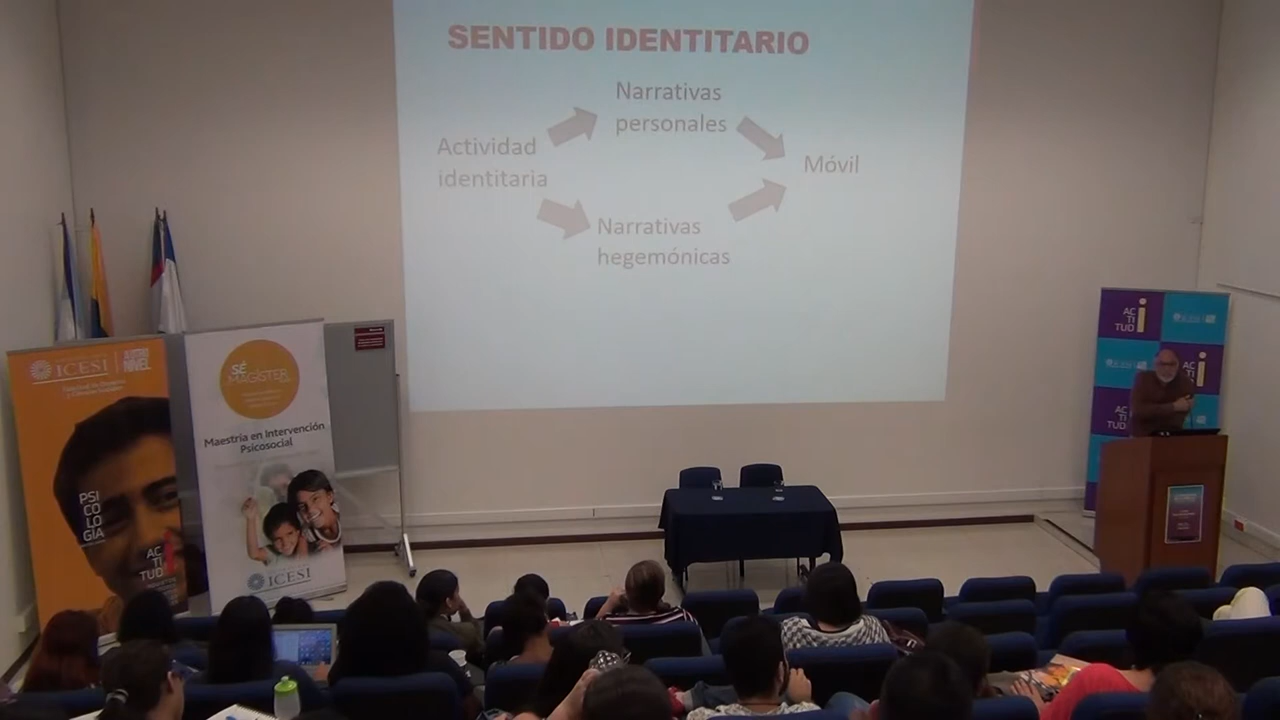 SENTIDO IDENTITARIO
Narrativas
personales
Actividad
identitaria
Móvil
Narrativas
hegemónicas
ICESI
PSI
CO
LO
GÍA
AC
TI
TUD
SÉ
MAGÍSTER
Maestría en Intervención
Psicosocial
ICESI
AC
TI
TUD
i
ICESI
i
AC
TI
TUD